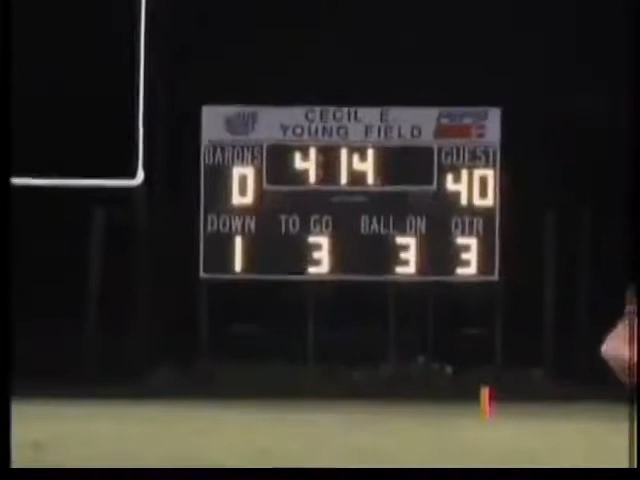 CECIL E.
YOUNG FIELD
PEPSI
BARONS 4:14 GUEST
0 40
DOWN TO GO BALL ON QTR
1 3 3 3